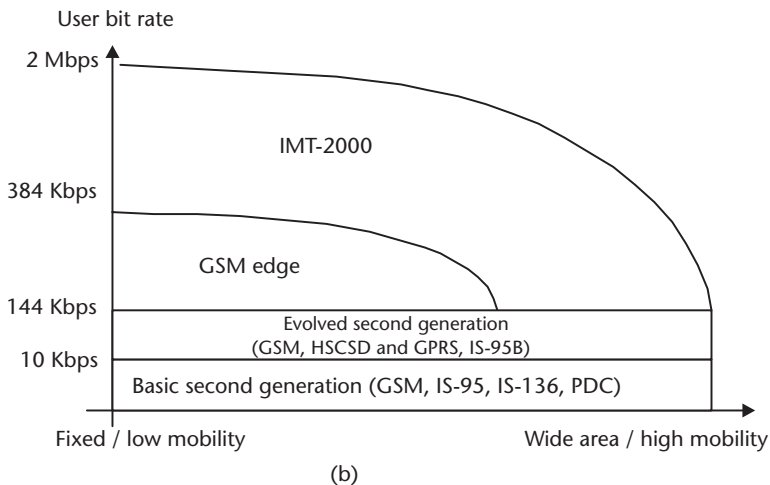 User bit rate
2 Mbps
IMT-2000
384 Kbps
GSM edge
144 Kbps
Evolved second generation
(GSM, HSCSD and GPRS, IS-95B)
10 Kbps
Basic second generation (GSM, IS-95, IS-136, PDC)
Fixed / low mobility
Wide area / high mobility
(b)